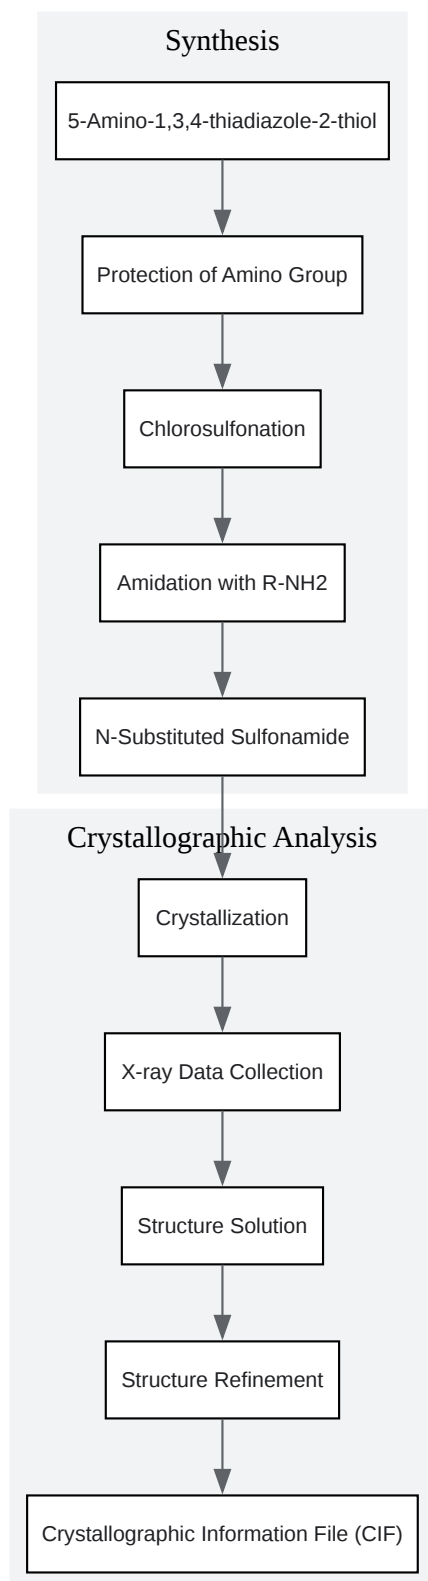 Synthesis
5-Amino-1,3,4-thiadiazole-2-thiol
Protection of Amino Group
Chlorosulfonation
Amidation with R-NH2
N-Substituted Sulfonamide
Crystallographic Analysis
Crystallization
X-ray Data Collection
Structure Solution
Structure Refinement
Crystallographic Information File (CIF)